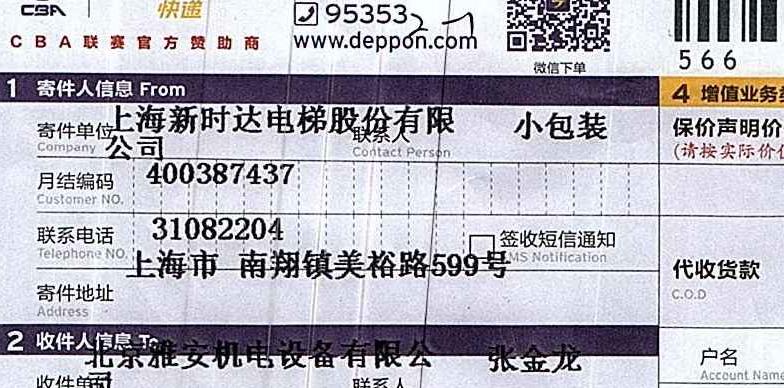 CBA 快递 95353 2-1
CBA联赛官方赞助商 www.deppon.com
微信下单
566
1 寄件人信息 From
4 增值业务
寄件单位 上海新时达电梯股份有限公司 联系人 小包装
Company Contact Person
保价声明价
(请按实际价
月结编码 400387437
Customer NO.
联系电话 31082204 签收短信通知
Telephone NO. SMS Notification
上海市 南翔镇美裕路599号
寄件地址
Address
代收货款
C.O.D
2 收件人信息 To
北京雅安机电设备有限公司 张金龙
收件单 联系人
户名
Account Name